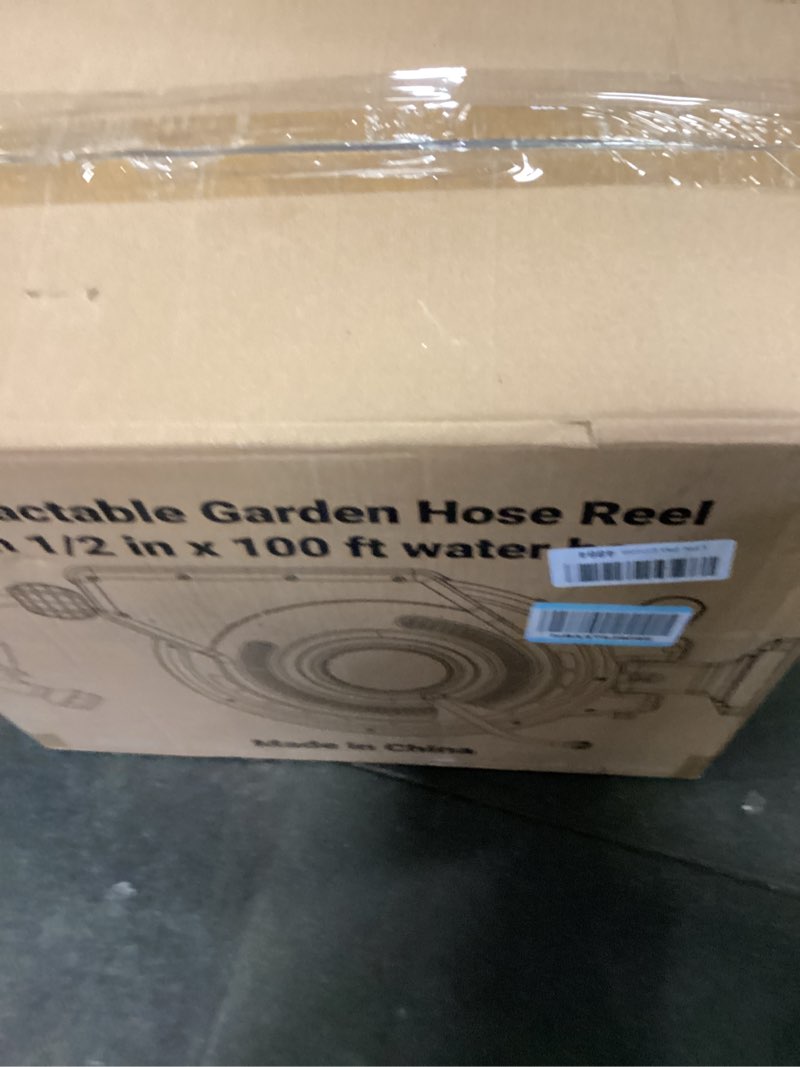 actable Garden Hose Reel
1/2 in x 100 ft water
Made in China